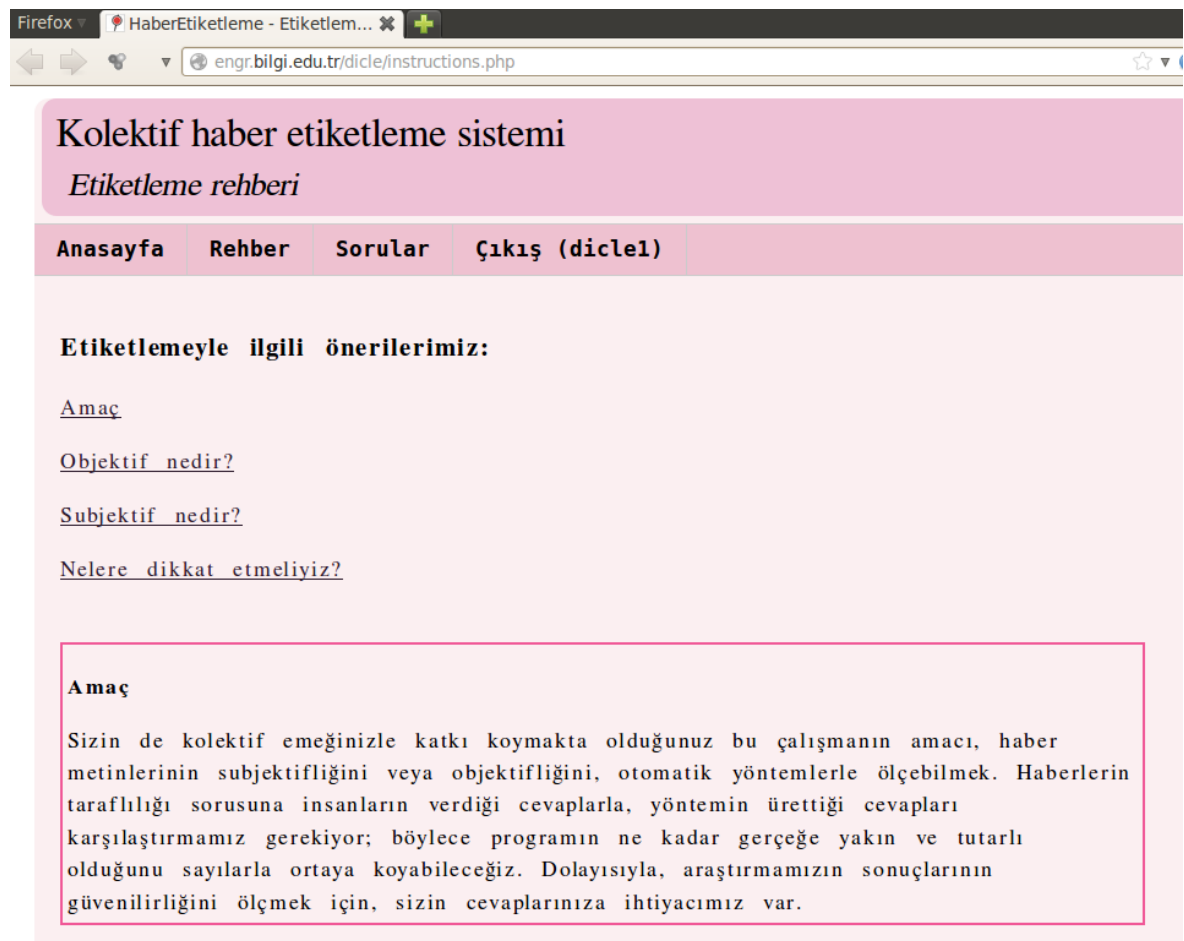 Firefox
HaberEtiketleme - Etiketlem...
engr.bilgi.edu.tr/dicle/instructions.php
Kolektif haber etiketleme sistemi
Etiketleme rehberi
Anasayfa Rehber Sorular Çıkış (dicle1)
Etiketlemeyle ilgili önerilerimiz:
Amaç
Objektif nedir?
Subjektif nedir?
Nelere dikkat etmeliyiz?
Amaç
Sizin de kolektif emeğinizle katkı koymakta olduğunuz bu çalışmanın amacı, haber
metinlerinin subjektifliğini veya objektifliğini, otomatik yöntemlerle ölçebilmek. Haberlerin
taraflılığı sorusuna insanların verdiği cevaplarla, yöntemin ürettiği cevapları
karşılaştırmamız gerekiyor; böylece programın ne kadar gerçeğe yakın ve tutarlı
olduğunu sayılarla ortaya koyabileceğiz. Dolayısıyla, araştırmamızın sonuçlarının
güvenilirliğini ölçmek için, sizin cevaplarınıza ihtiyacımız var.